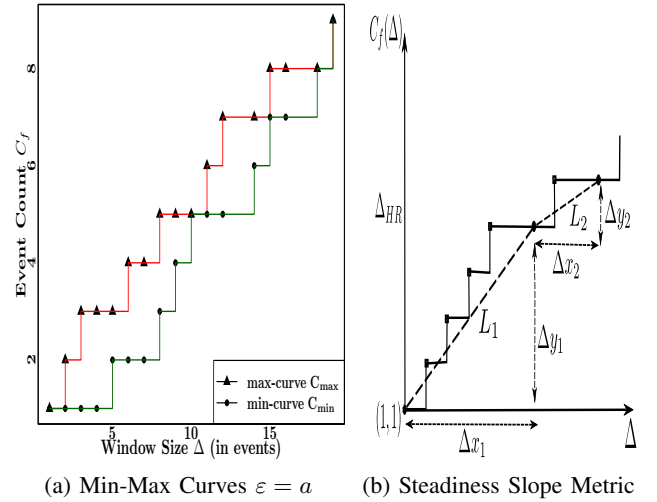 Event Count C_f
8
6
4
2
5
10
15
Window Size Δ (in events)
max-curve C_max
min-curve C_min
(a) Min-Max Curves ε = a
C_f(Δ)
Δ_HR
L_2
Δy_2
Δx_2
L_1
Δy_1
(1,1)
Δx_1
Δ
(b) Steadiness Slope Metric